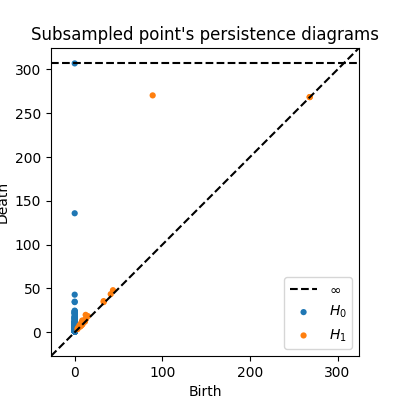 Subsampled point's persistence diagrams
300
250
200
150
100
50
0
Death
0 100 200 300
Birth
∞
H₀
H₁